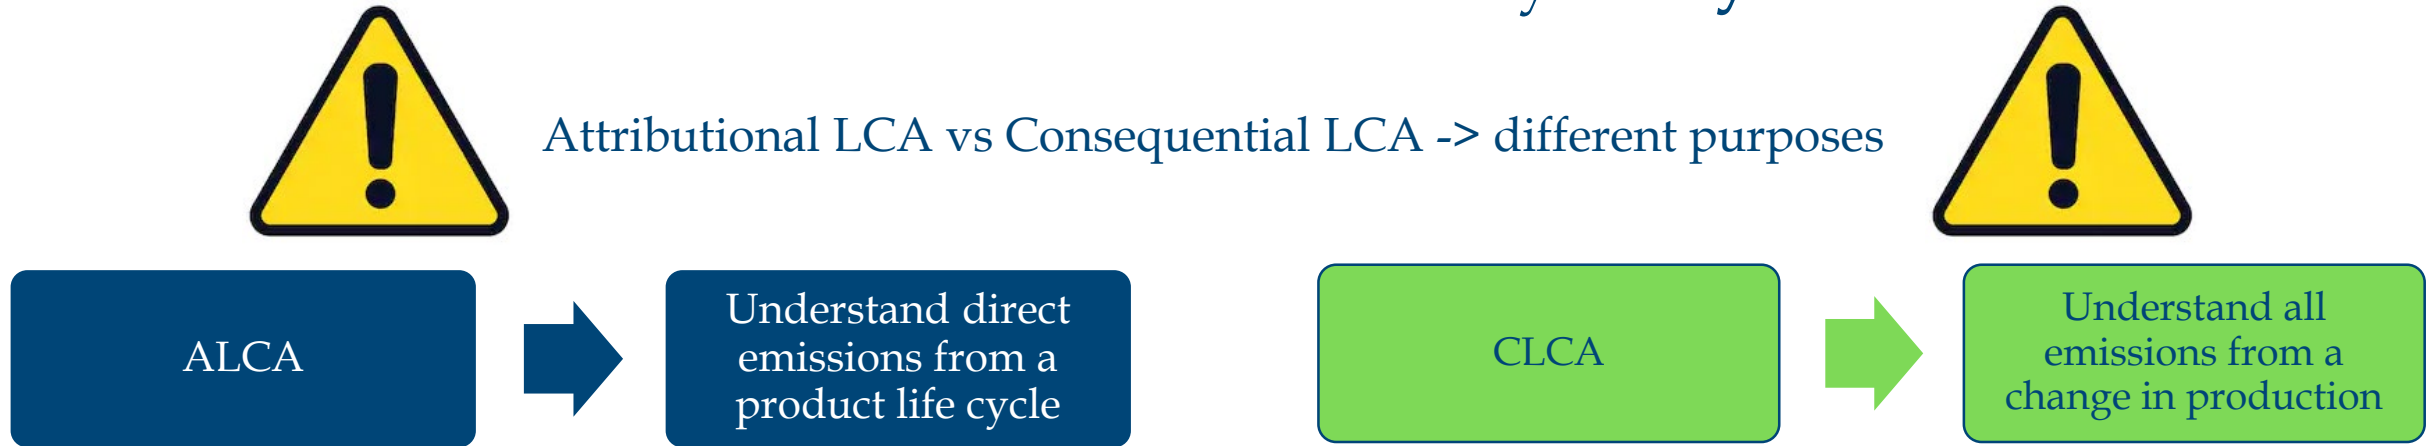 Attributional LCA vs Consequential LCA -> different purposes
ALCA
Understand direct
emissions from a
product life cycle
CLCA
Understand all
emissions from a
change in production